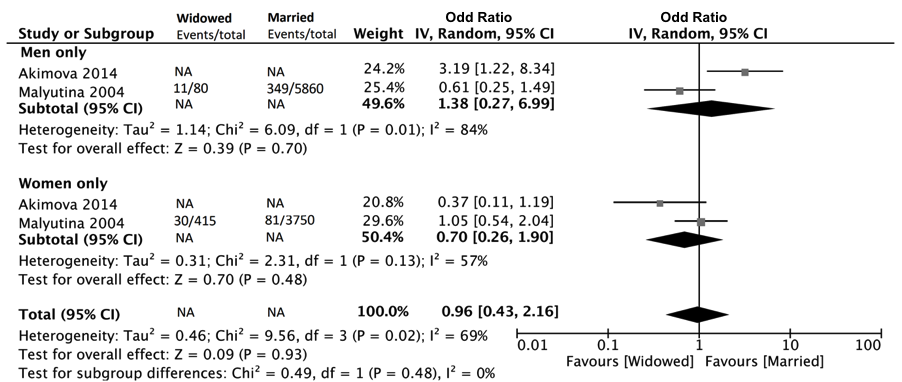 Widowed Married Odd Ratio Odd Ratio
Study or Subgroup Events/total Events/total Weight IV, Random, 95% CI IV, Random, 95% CI
Men only
Akimova 2014 NA NA 24.2% 3.19 [1.22, 8.34]
Malyutina 2004 11/80 349/5860 25.4% 0.61 [0.25, 1.49]
Subtotal (95% CI) NA NA 49.6% 1.38 [0.27, 6.99]
Heterogeneity: Tau² = 1.14; Chi² = 6.09, df = 1 (P = 0.01); I² = 84%
Test for overall effect: Z = 0.39 (P = 0.70)
Women only
Akimova 2014 NA NA 20.8% 0.37 [0.11, 1.19]
Malyutina 2004 30/415 81/3750 29.6% 1.05 [0.54, 2.04]
Subtotal (95% CI) NA NA 50.4% 0.70 [0.26, 1.90]
Heterogeneity: Tau² = 0.31; Chi² = 2.31, df = 1 (P = 0.13); I² = 57%
Test for overall effect: Z = 0.70 (P = 0.48)
Total (95% CI) NA NA 100.0% 0.96 [0.43, 2.16]
Heterogeneity: Tau² = 0.46; Chi² = 9.56, df = 3 (P = 0.02); I² = 69%
Test for overall effect: Z = 0.09 (P = 0.93)
Test for subgroup differences: Chi² = 0.49, df = 1 (P = 0.48), I² = 0%
0.01 0.1 1 10 100
Favours [Widowed] Favours [Married]